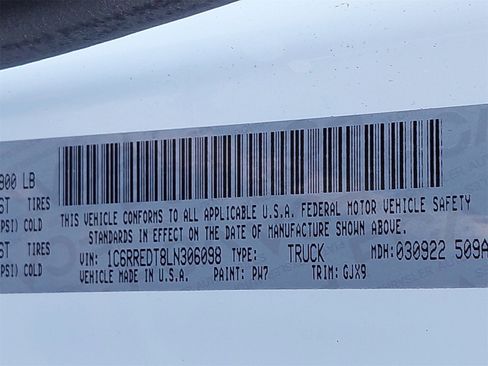 800 LB
ST TIRES
PSI) COLD
ST TIRES
PSI) COLD
THIS VEHICLE CONFORMS TO ALL APPLICABLE U.S.A. FEDERAL MOTOR VEHICLE SAFETY
STANDARDS IN EFFECT ON THE DATE OF MANUFACTURE SHOWN ABOVE.
VIN: 1C6RREDT8LN306098 TYPE: TRUCK MDH: 030922 509A
VEHICLE MADE IN U.S.A. PAINT: PW7 TRIM: GJX9